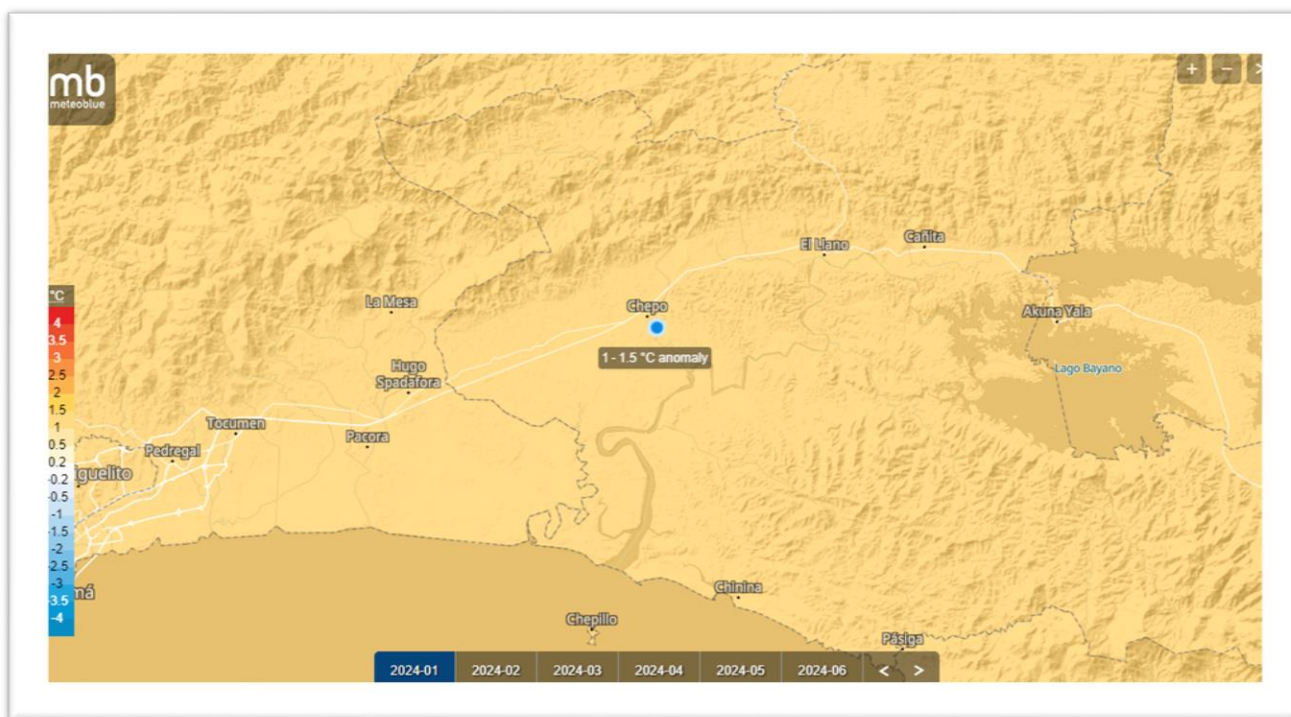 mb
meteoblue
+ −
El Llano
Cañita
La Mesa
Chepo
Akuna Yala
1 - 1.5 °C anomaly
Hugo
Spadafora
Lago Bayano
Tocumen
Pacora
Pedregal
iguelito
má
Chinina
Chepillo
Pásiga
°C
4
3.5
3
2.5
2
1.5
1
0.5
0.2
-0.2
-0.5
-1
-1.5
-2
-2.5
-3
-3.5
-4
2024-01 2024-02 2024-03 2024-04 2024-05 2024-06 < >